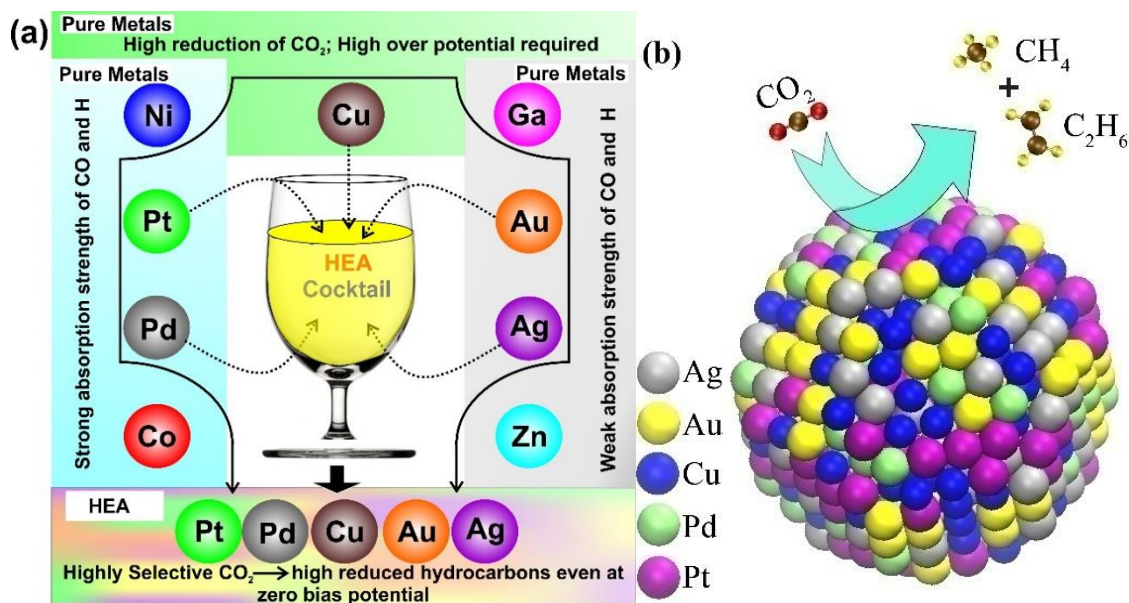 (a)
Pure Metals
High reduction of CO₂; High over potential required
Pure Metals
Pure Metals
Strong absorption strength of CO and H
Weak absorption strength of CO and H
Ni
Cu
Ga
Pt
Au
HEA
Cocktail
Pd
Ag
Co
Zn
HEA
Pt Pd Cu Au Ag
Highly Selective CO₂ → high reduced hydrocarbons even at
zero bias potential
(b)
CO₂
CH₄
+
C₂H₆
Ag
Au
Cu
Pd
Pt